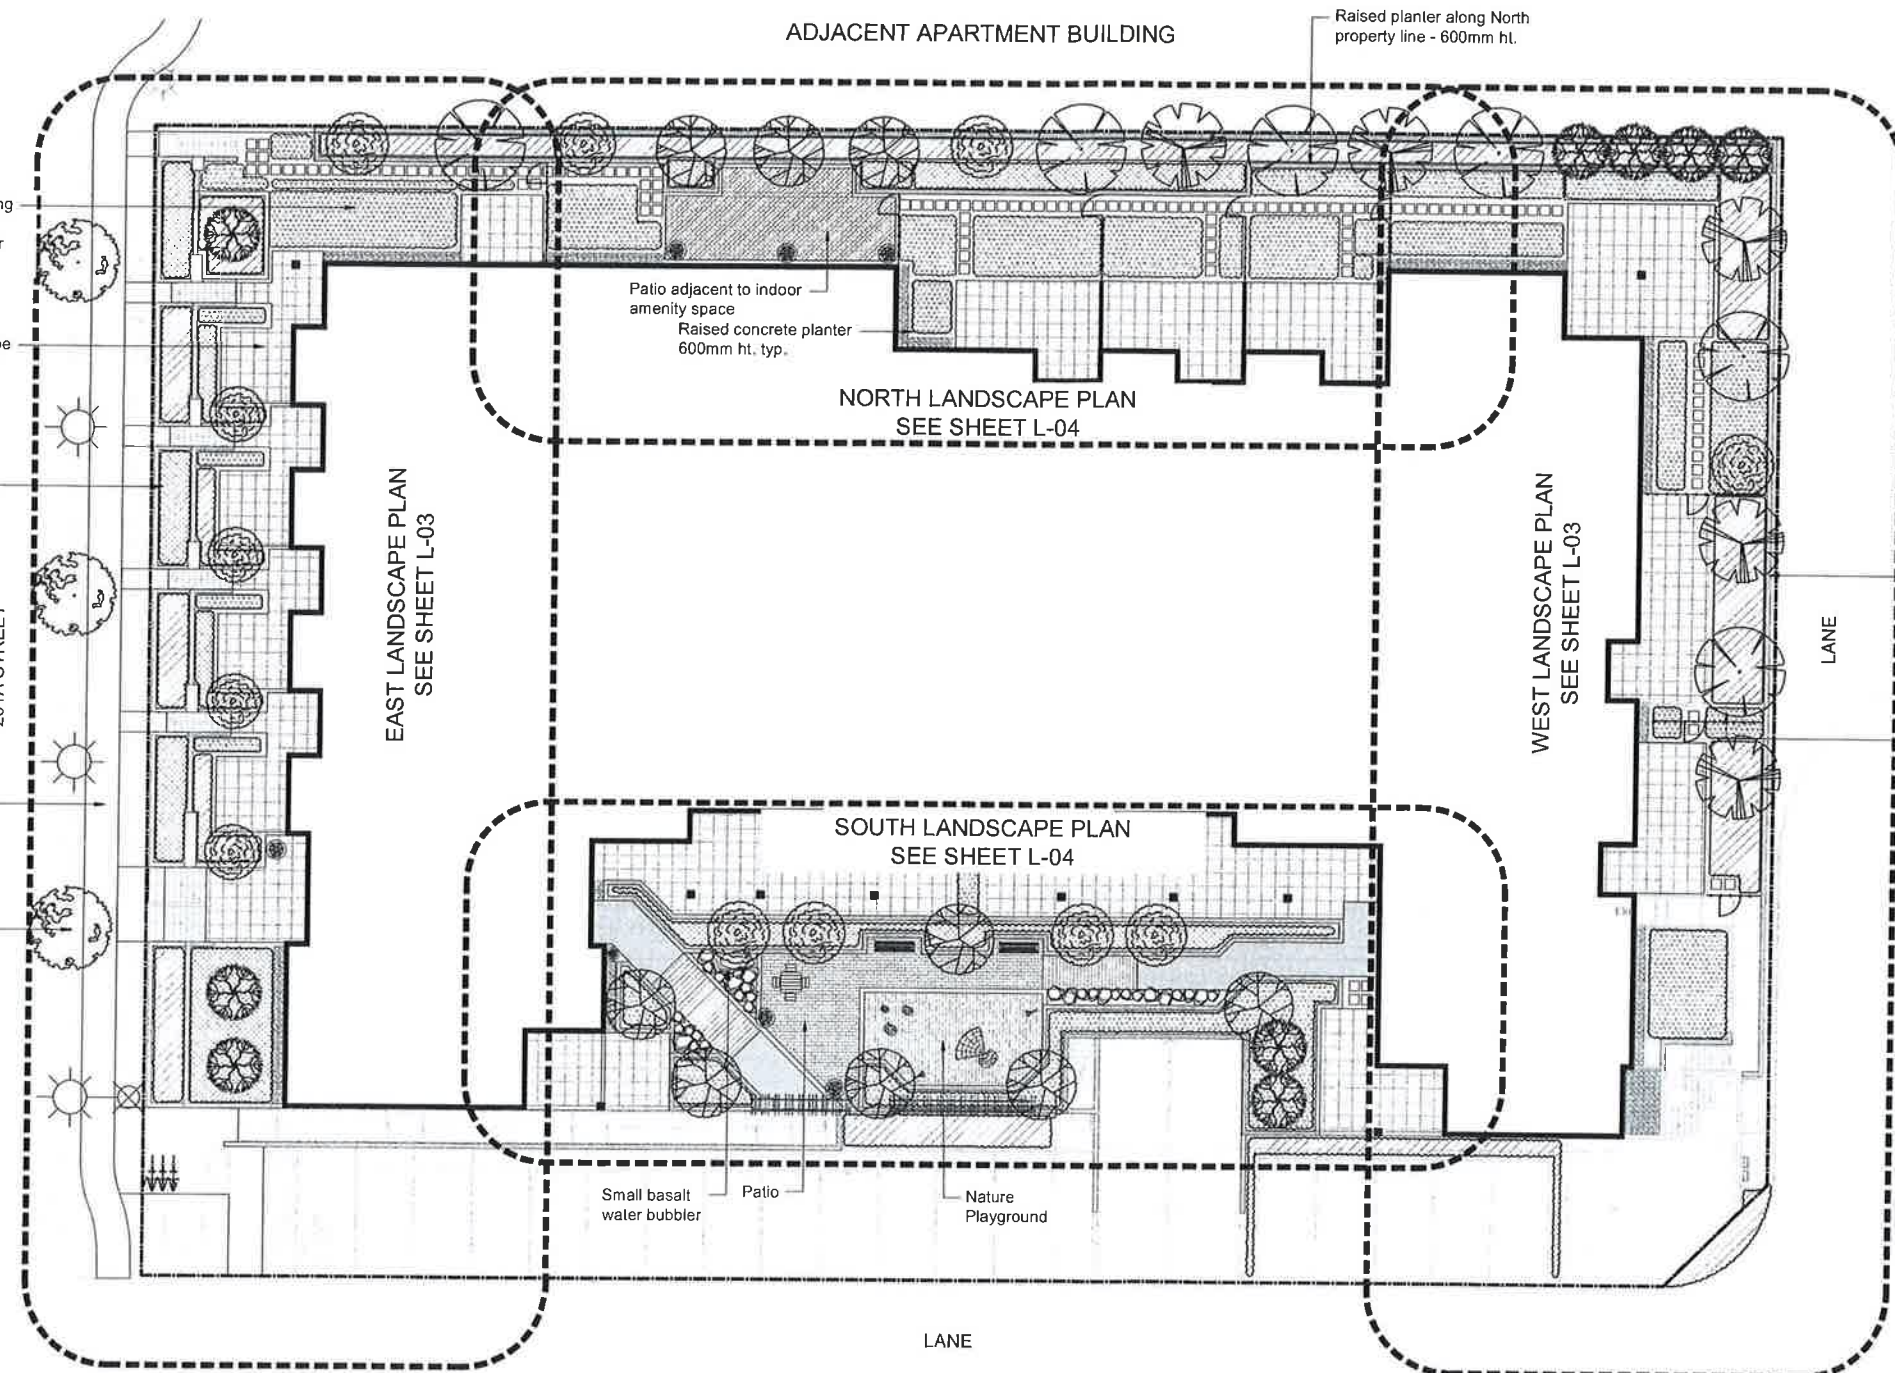 ADJACENT APARTMENT BUILDING
Raised planter along North
property line - 600mm ht.
Patio adjacent to indoor
amenity space
Raised concrete planter
600mm ht. typ.
NORTH LANDSCAPE PLAN
SEE SHEET L-04
EAST LANDSCAPE PLAN
SEE SHEET L-03
WEST LANDSCAPE PLAN
SEE SHEET L-03
LANE
SOUTH LANDSCAPE PLAN
SEE SHEET L-04
Small basalt
water bubbler
Patio
Nature
Playground
LANE